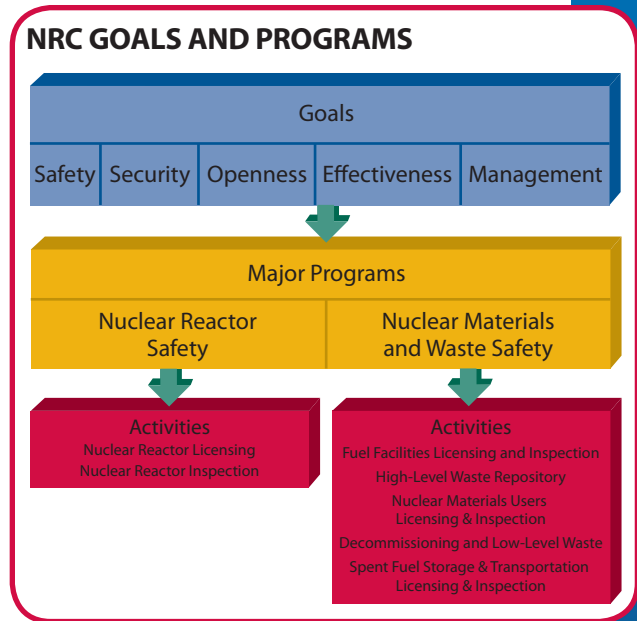 NRC GOALS AND PROGRAMS
Goals
Safety Security Openness Effectiveness Management
Major Programs
Nuclear Reactor
Safety
Nuclear Materials
and Waste Safety
Activities
Nuclear Reactor Licensing
Nuclear Reactor Inspection
Activities
Fuel Facilities Licensing and Inspection
High-Level Waste Repository
Nuclear Materials Users
Licensing & Inspection
Decommissioning and Low-Level Waste
Spent Fuel Storage & Transportation
Licensing & Inspection